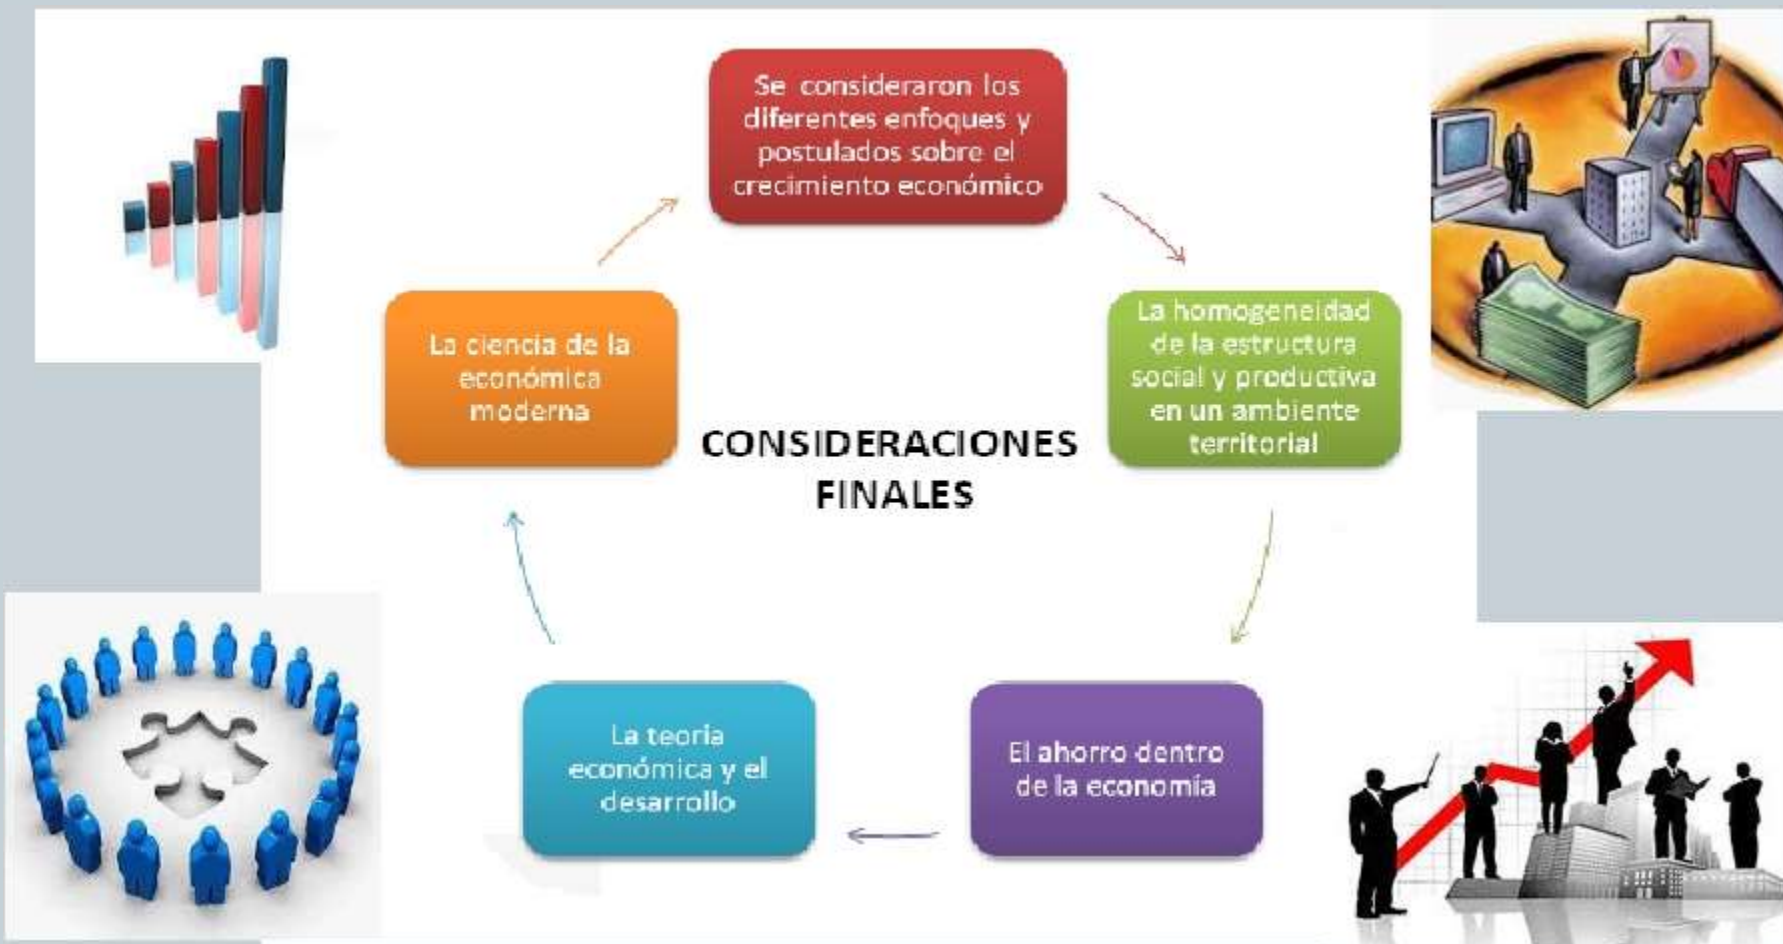 Se consideraron los
diferentes enfoques y
postulados sobre el
crecimiento económico
La homogeneidad
de la estructura
social y productiva
en un ambiente
territorial
El ahorro dentro
de la economía
La teoría
económica y el
desarrollo
La ciencia de la
económica
moderna
CONSIDERACIONES
FINALES